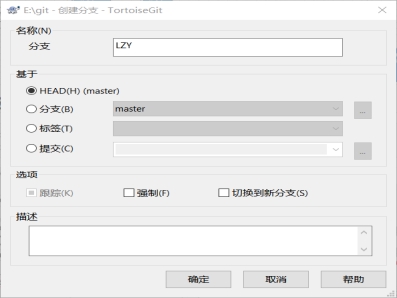 E:\git - 创建分支 - TortoiseGit
名称(N)
分支 LZY
基于
HEAD(H) (master)
分支(B) master ...
标签(T)
提交(C) ...
选项
跟踪(K) 强制(F) 切换到新分支(S)
描述
确定 取消 帮助